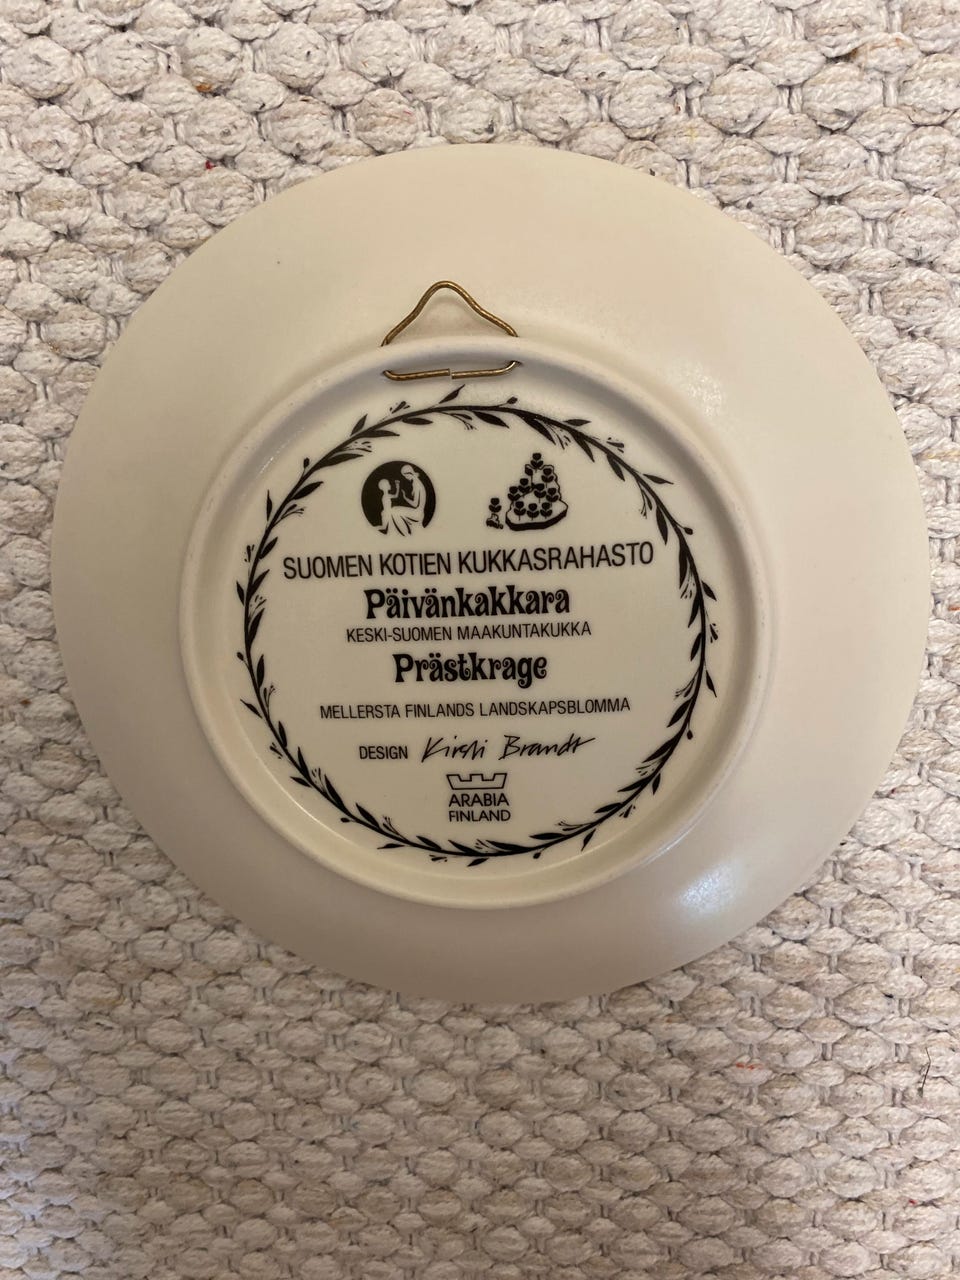 SUOMEN KOTIEN KUKKASRAHASTO
Päivänkakkara
KESKI-SUOMEN MAAKUNTAKUKKA
Prästkrage
MELLERSTA FINLANDS LANDSKAPSBLOMMA
DESIGN Kirsti Brandt
ARABIA
FINLAND